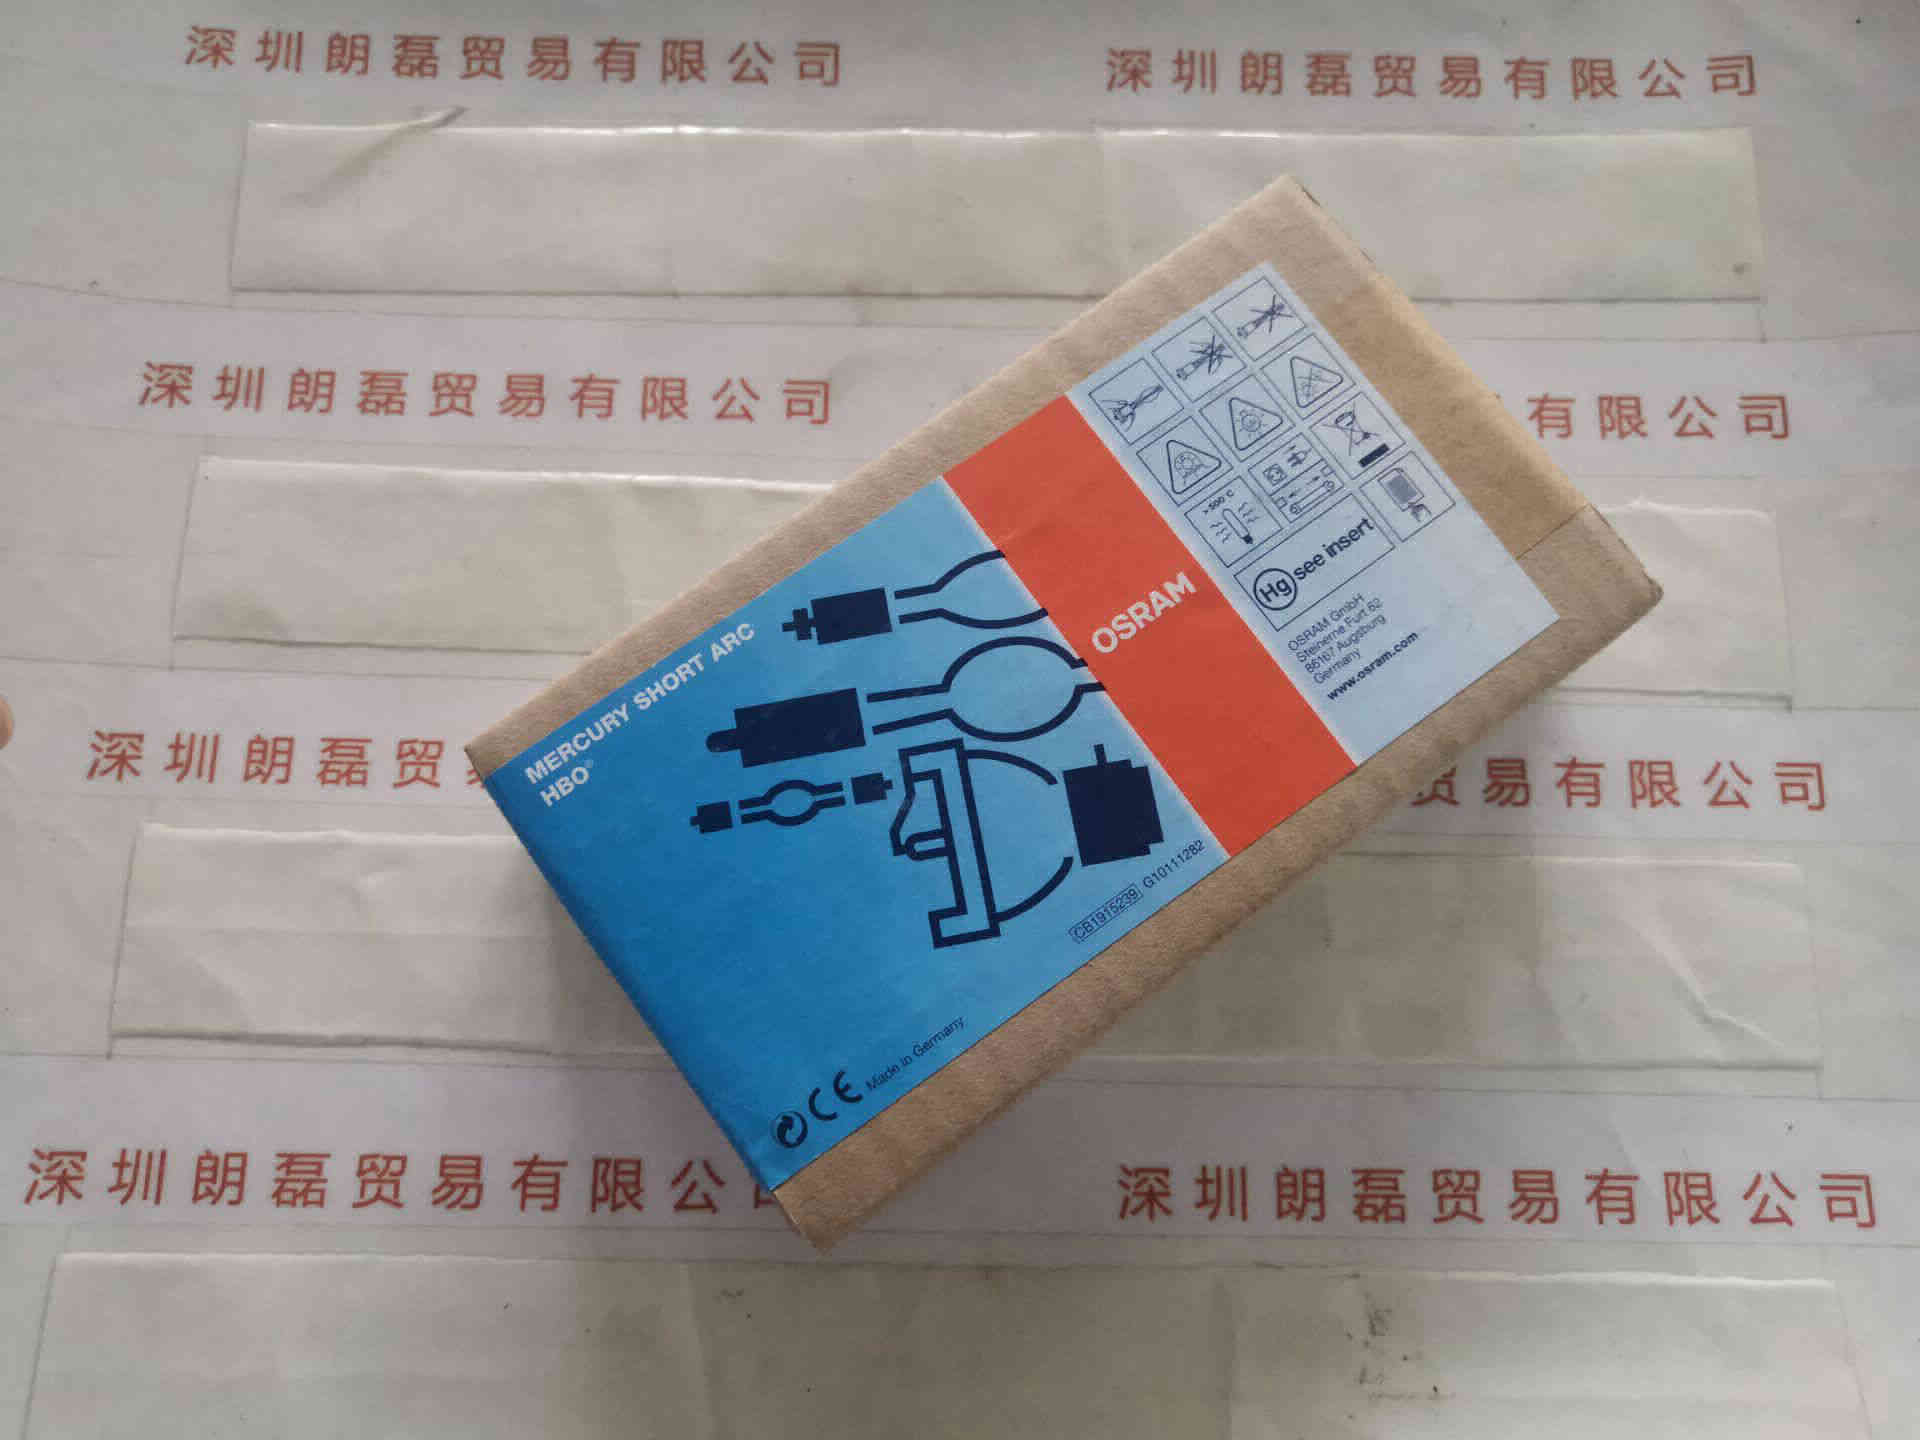 深圳朗磊贸易有限公司
深圳朗磊贸易有限公司
深圳朗磊贸易有限公司
有限公司
深圳朗磊贸
贸易有限公司
深圳朗磊贸易有限公
深圳朗磊贸易有限公司
MERCURY SHORT ARC
HBO®
OSRAM
>500°C
Hg see insert
OSRAM GmbH
Steinerne Furt 62
86167 Augsburg
Germany
www.osram.com
CB1915239 G10111282
CE Made in Germany